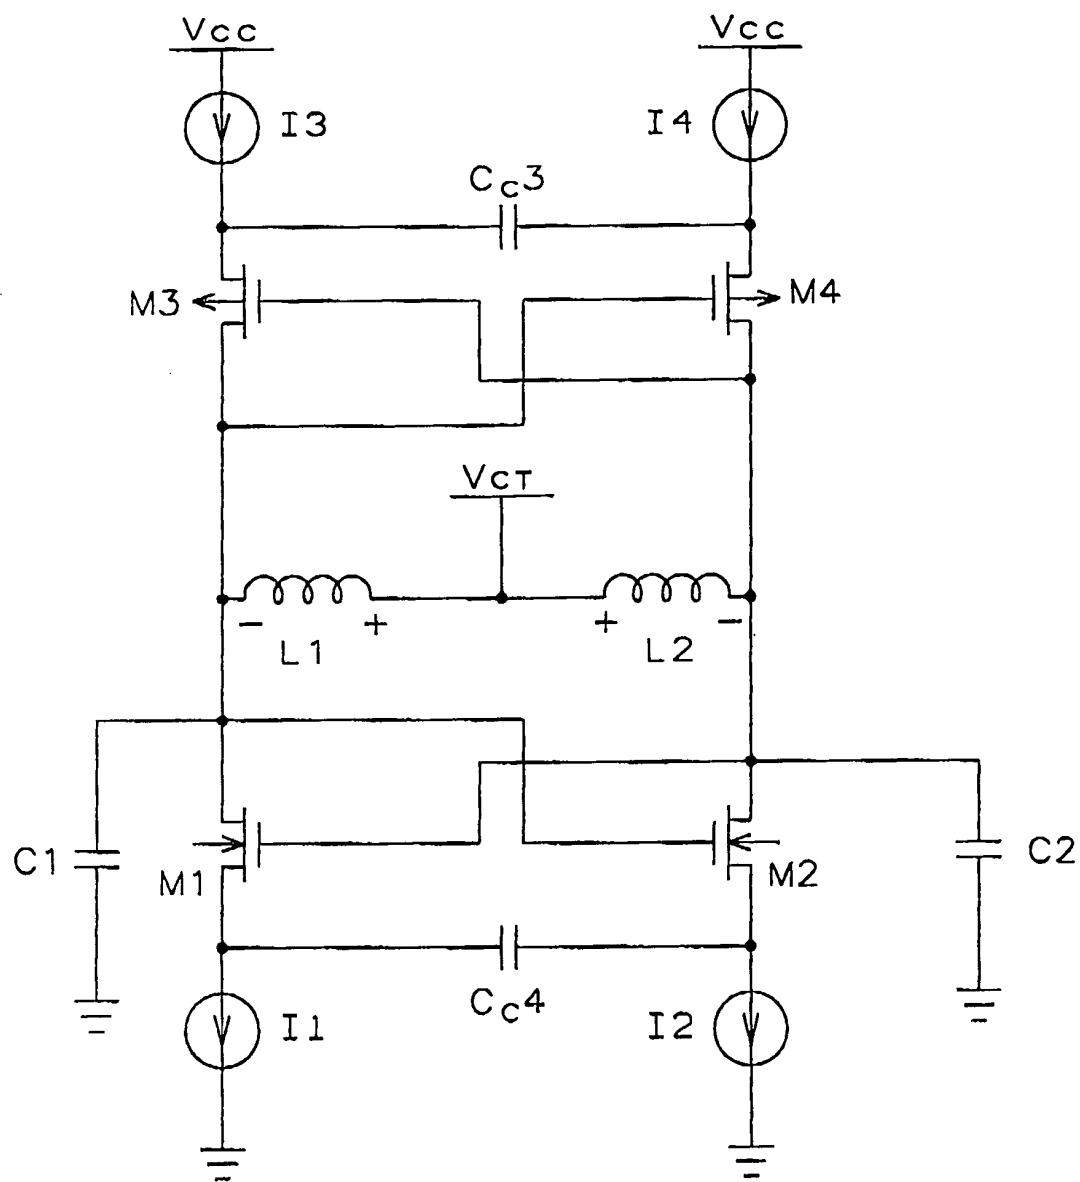 Vcc Vcc
I3 I4
Cc3
M3 M4
VCT
- + + -
L1 L2
C1 C2
M1 M2
Cc4
I1 I2